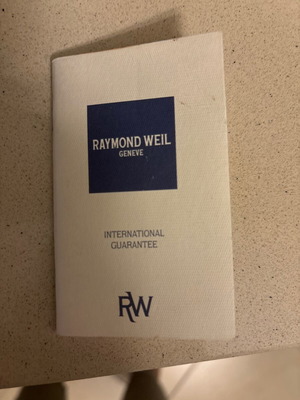 RAYMOND WEIL
GENEVE
INTERNATIONAL
GUARANTEE
RW